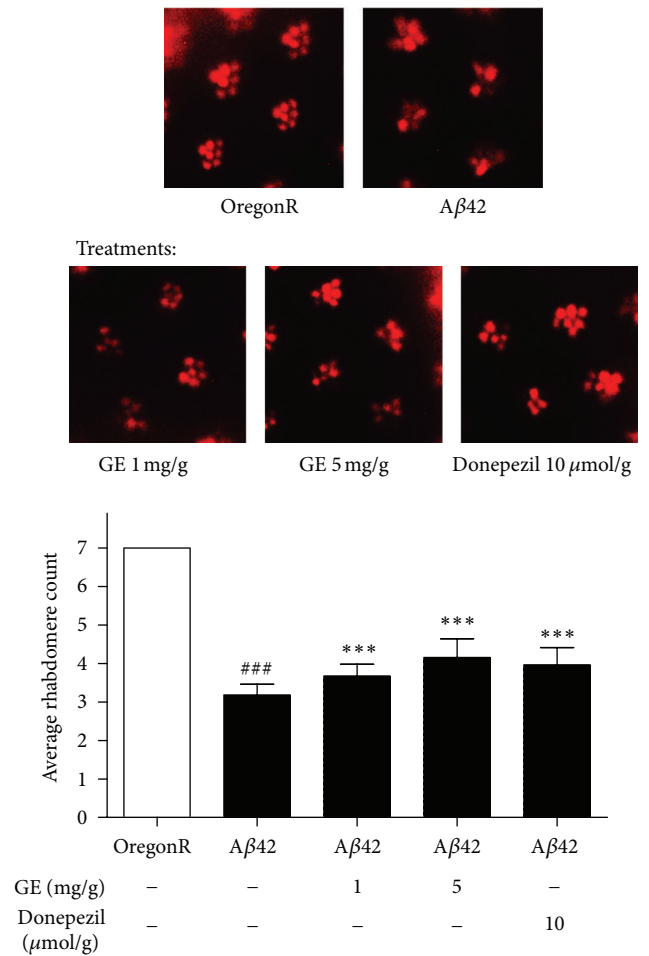 OregonR Aβ42
Treatments:
GE 1 mg/g GE 5 mg/g Donepezil 10 μmol/g
Average rhabdomere count
7
6
5
4
3
2
1
0
###
***
***
***
OregonR Aβ42 Aβ42 Aβ42 Aβ42
GE (mg/g) – – 1 5 –
Donepezil
(μmol/g) – – – – 10